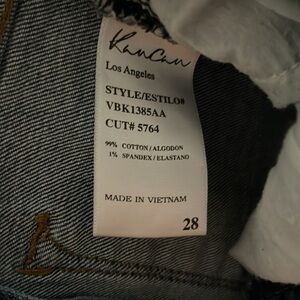 KanCan
Los Angeles
STYLE/ESTILO#
VBK1385AA
CUT# 5764
99% COTTON/ALGODON
1% SPANDEX/ELASTANO
MADE IN VIETNAM
28